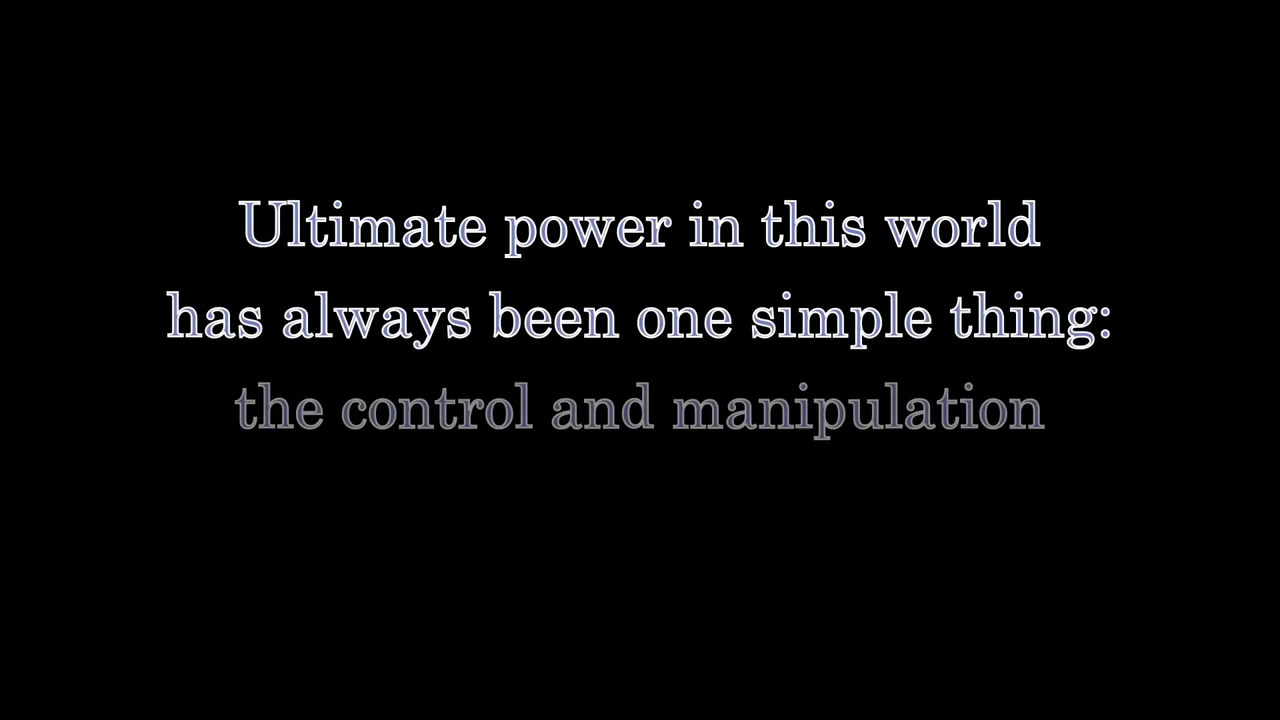 Ultimate power in this world
has always been one simple thing:
the control and manipulation